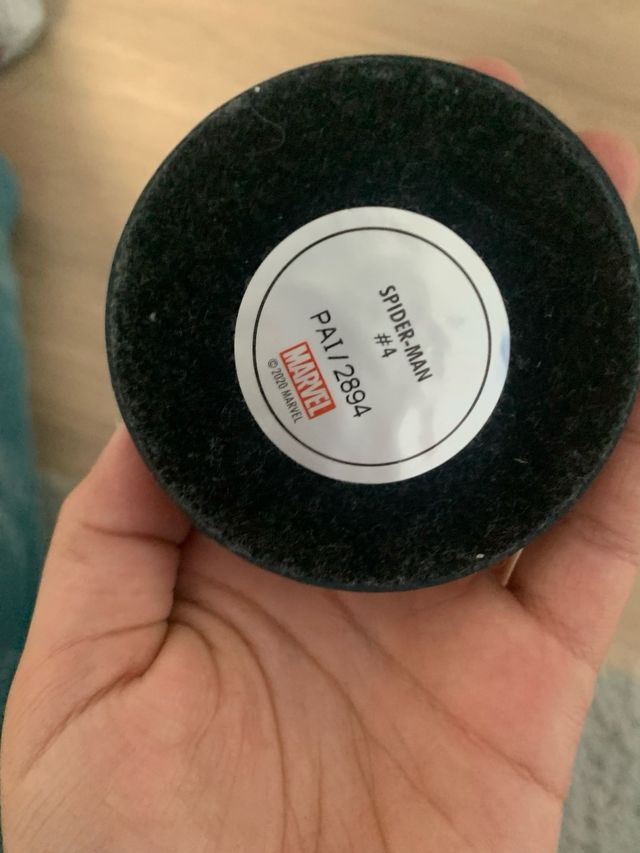 SPIDER-MAN
#4
PAI/2894
MARVEL
© 2020 MARVEL